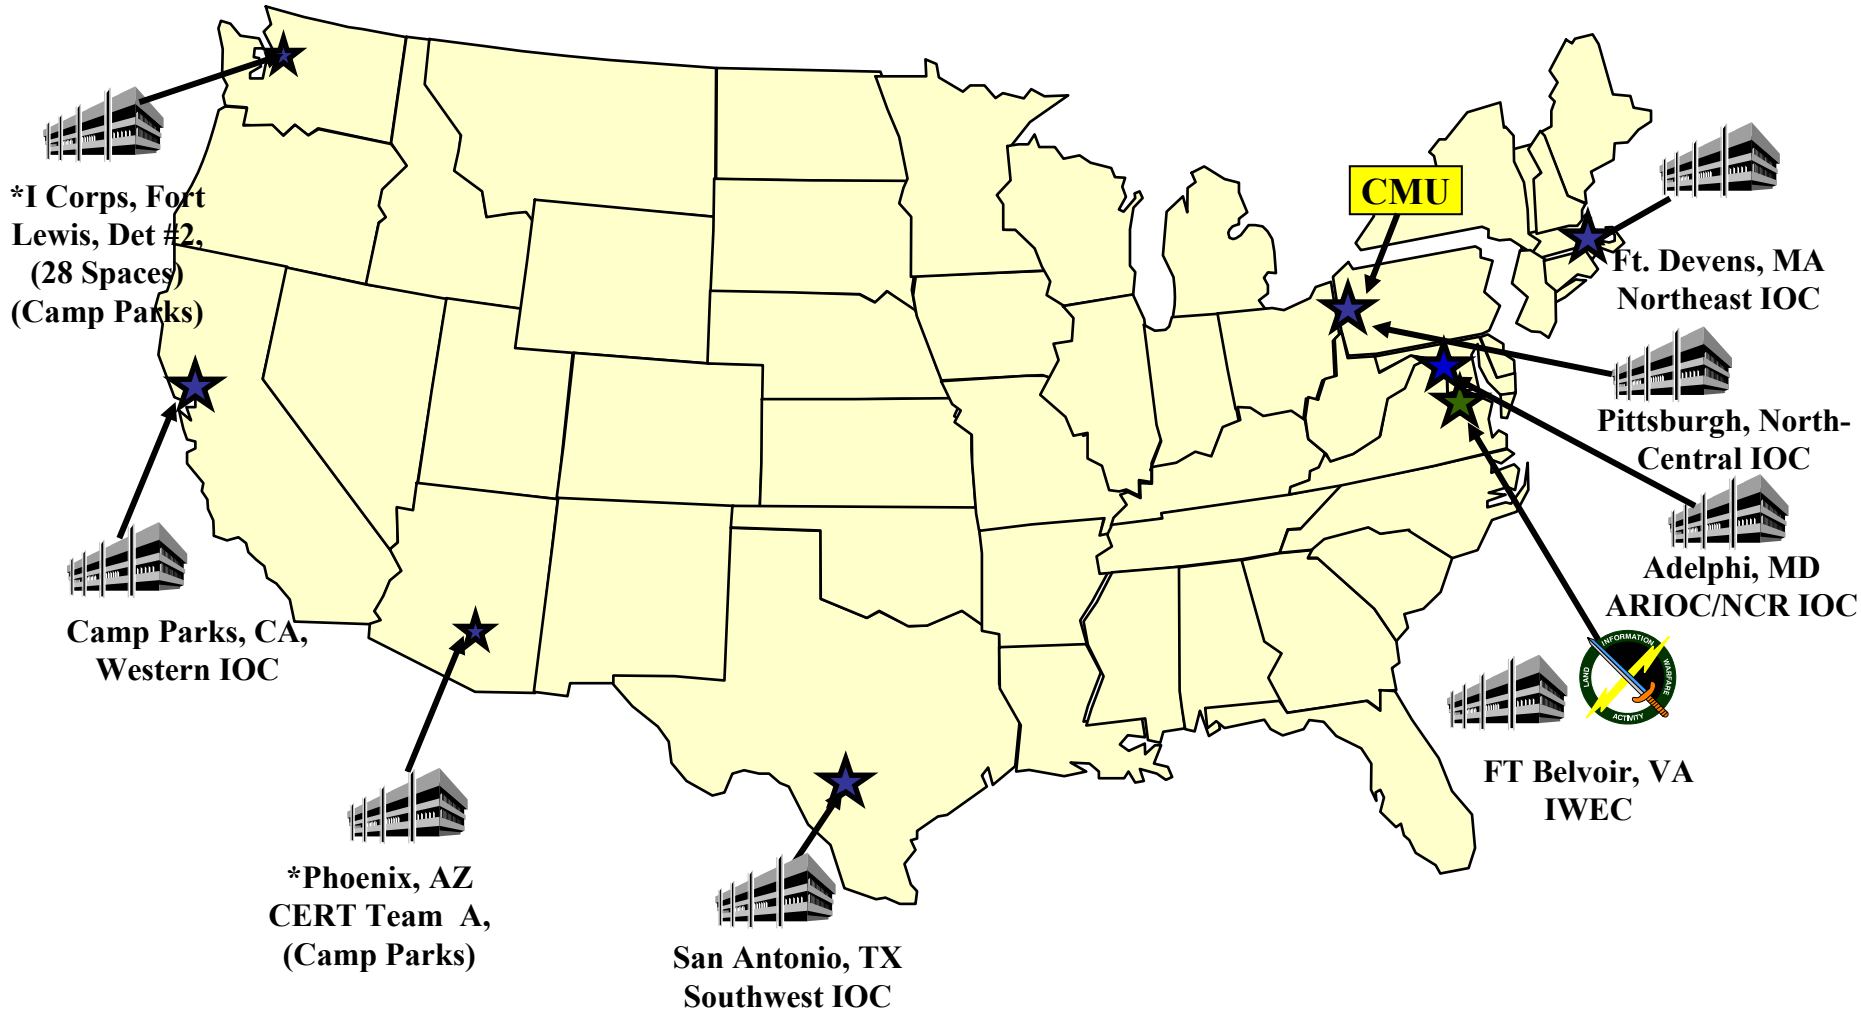 CMU
*I Corps, Fort
Lewis, Det #2,
(28 Spaces)
(Camp Parks)
Ft. Devens, MA
Northeast IOC
Pittsburgh, North-
Central IOC
Adelphi, MD
ARIOC/NCR IOC
Camp Parks, CA,
Western IOC
LAND
INFORMATION
WARFARE
ACTIVITY
FT Belvoir, VA
IWEC
*Phoenix, AZ
CERT Team  A,
(Camp Parks)
San Antonio, TX
Southwest IOC